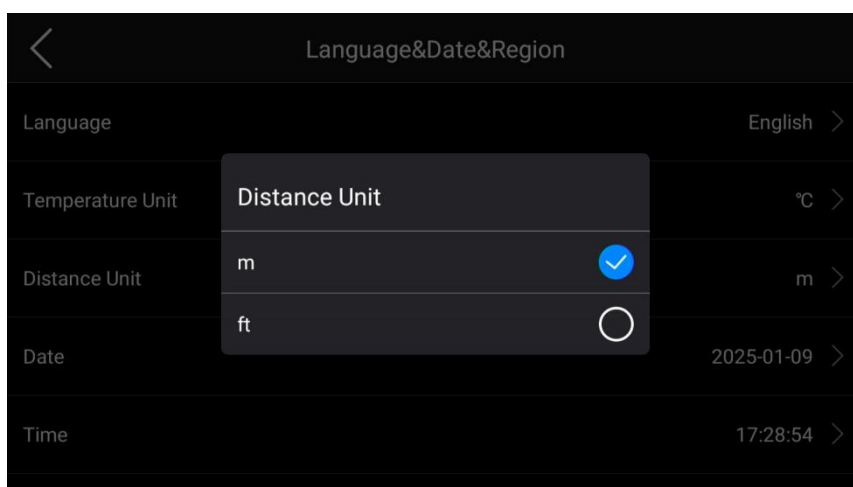 Language&Date&Region
Language English
Temperature Unit ℃
Distance Unit
m
Distance Unit m
ft
Date 2025-01-09
Time 17:28:54